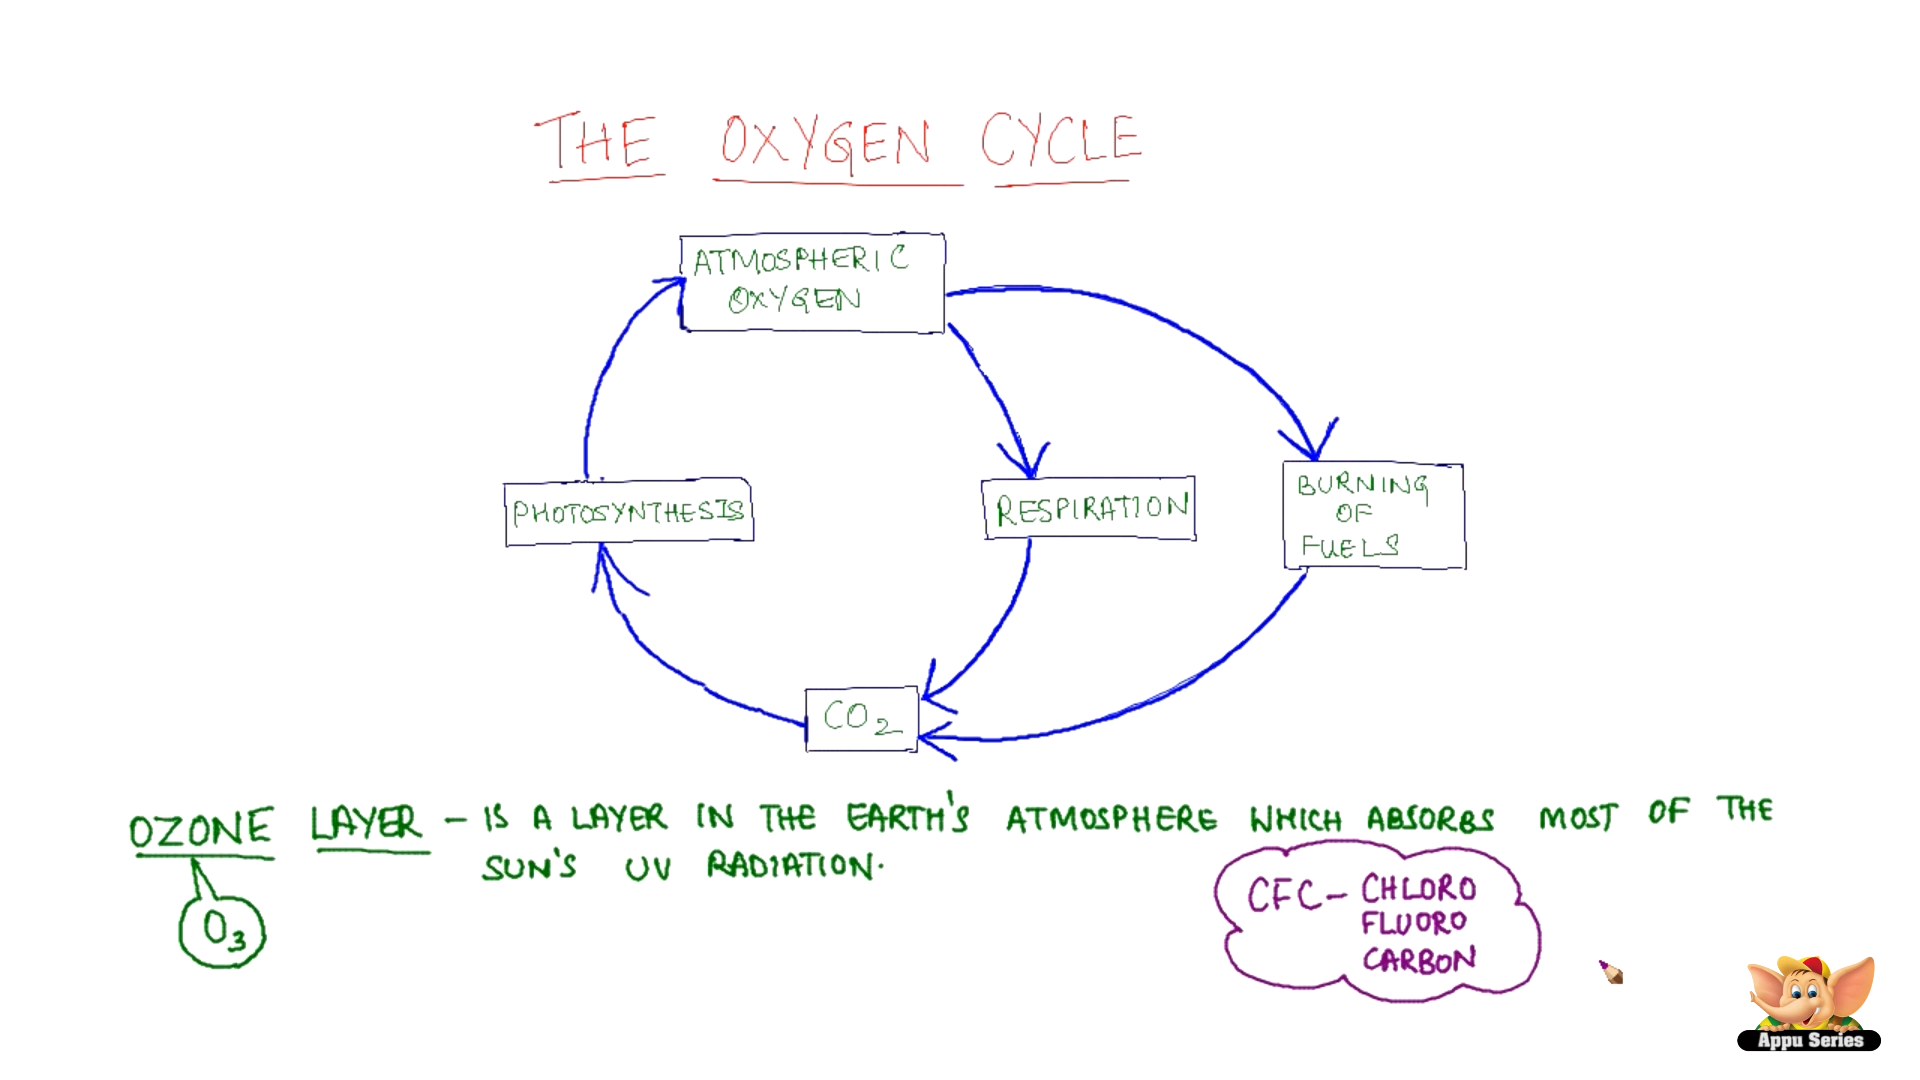 THE OXYGEN CYCLE
ATMOSPHERIC
OXYGEN
PHOTOSYNTHESIS
RESPIRATION
BURNING
OF
FUELS
CO2
OZONE LAYER - IS A LAYER IN THE EARTH'S ATMOSPHERE WHICH ABSORBS MOST OF THE
SUN'S UV RADIATION.
O3
CFC - CHLORO
FLUORO
CARBON
Appu Series